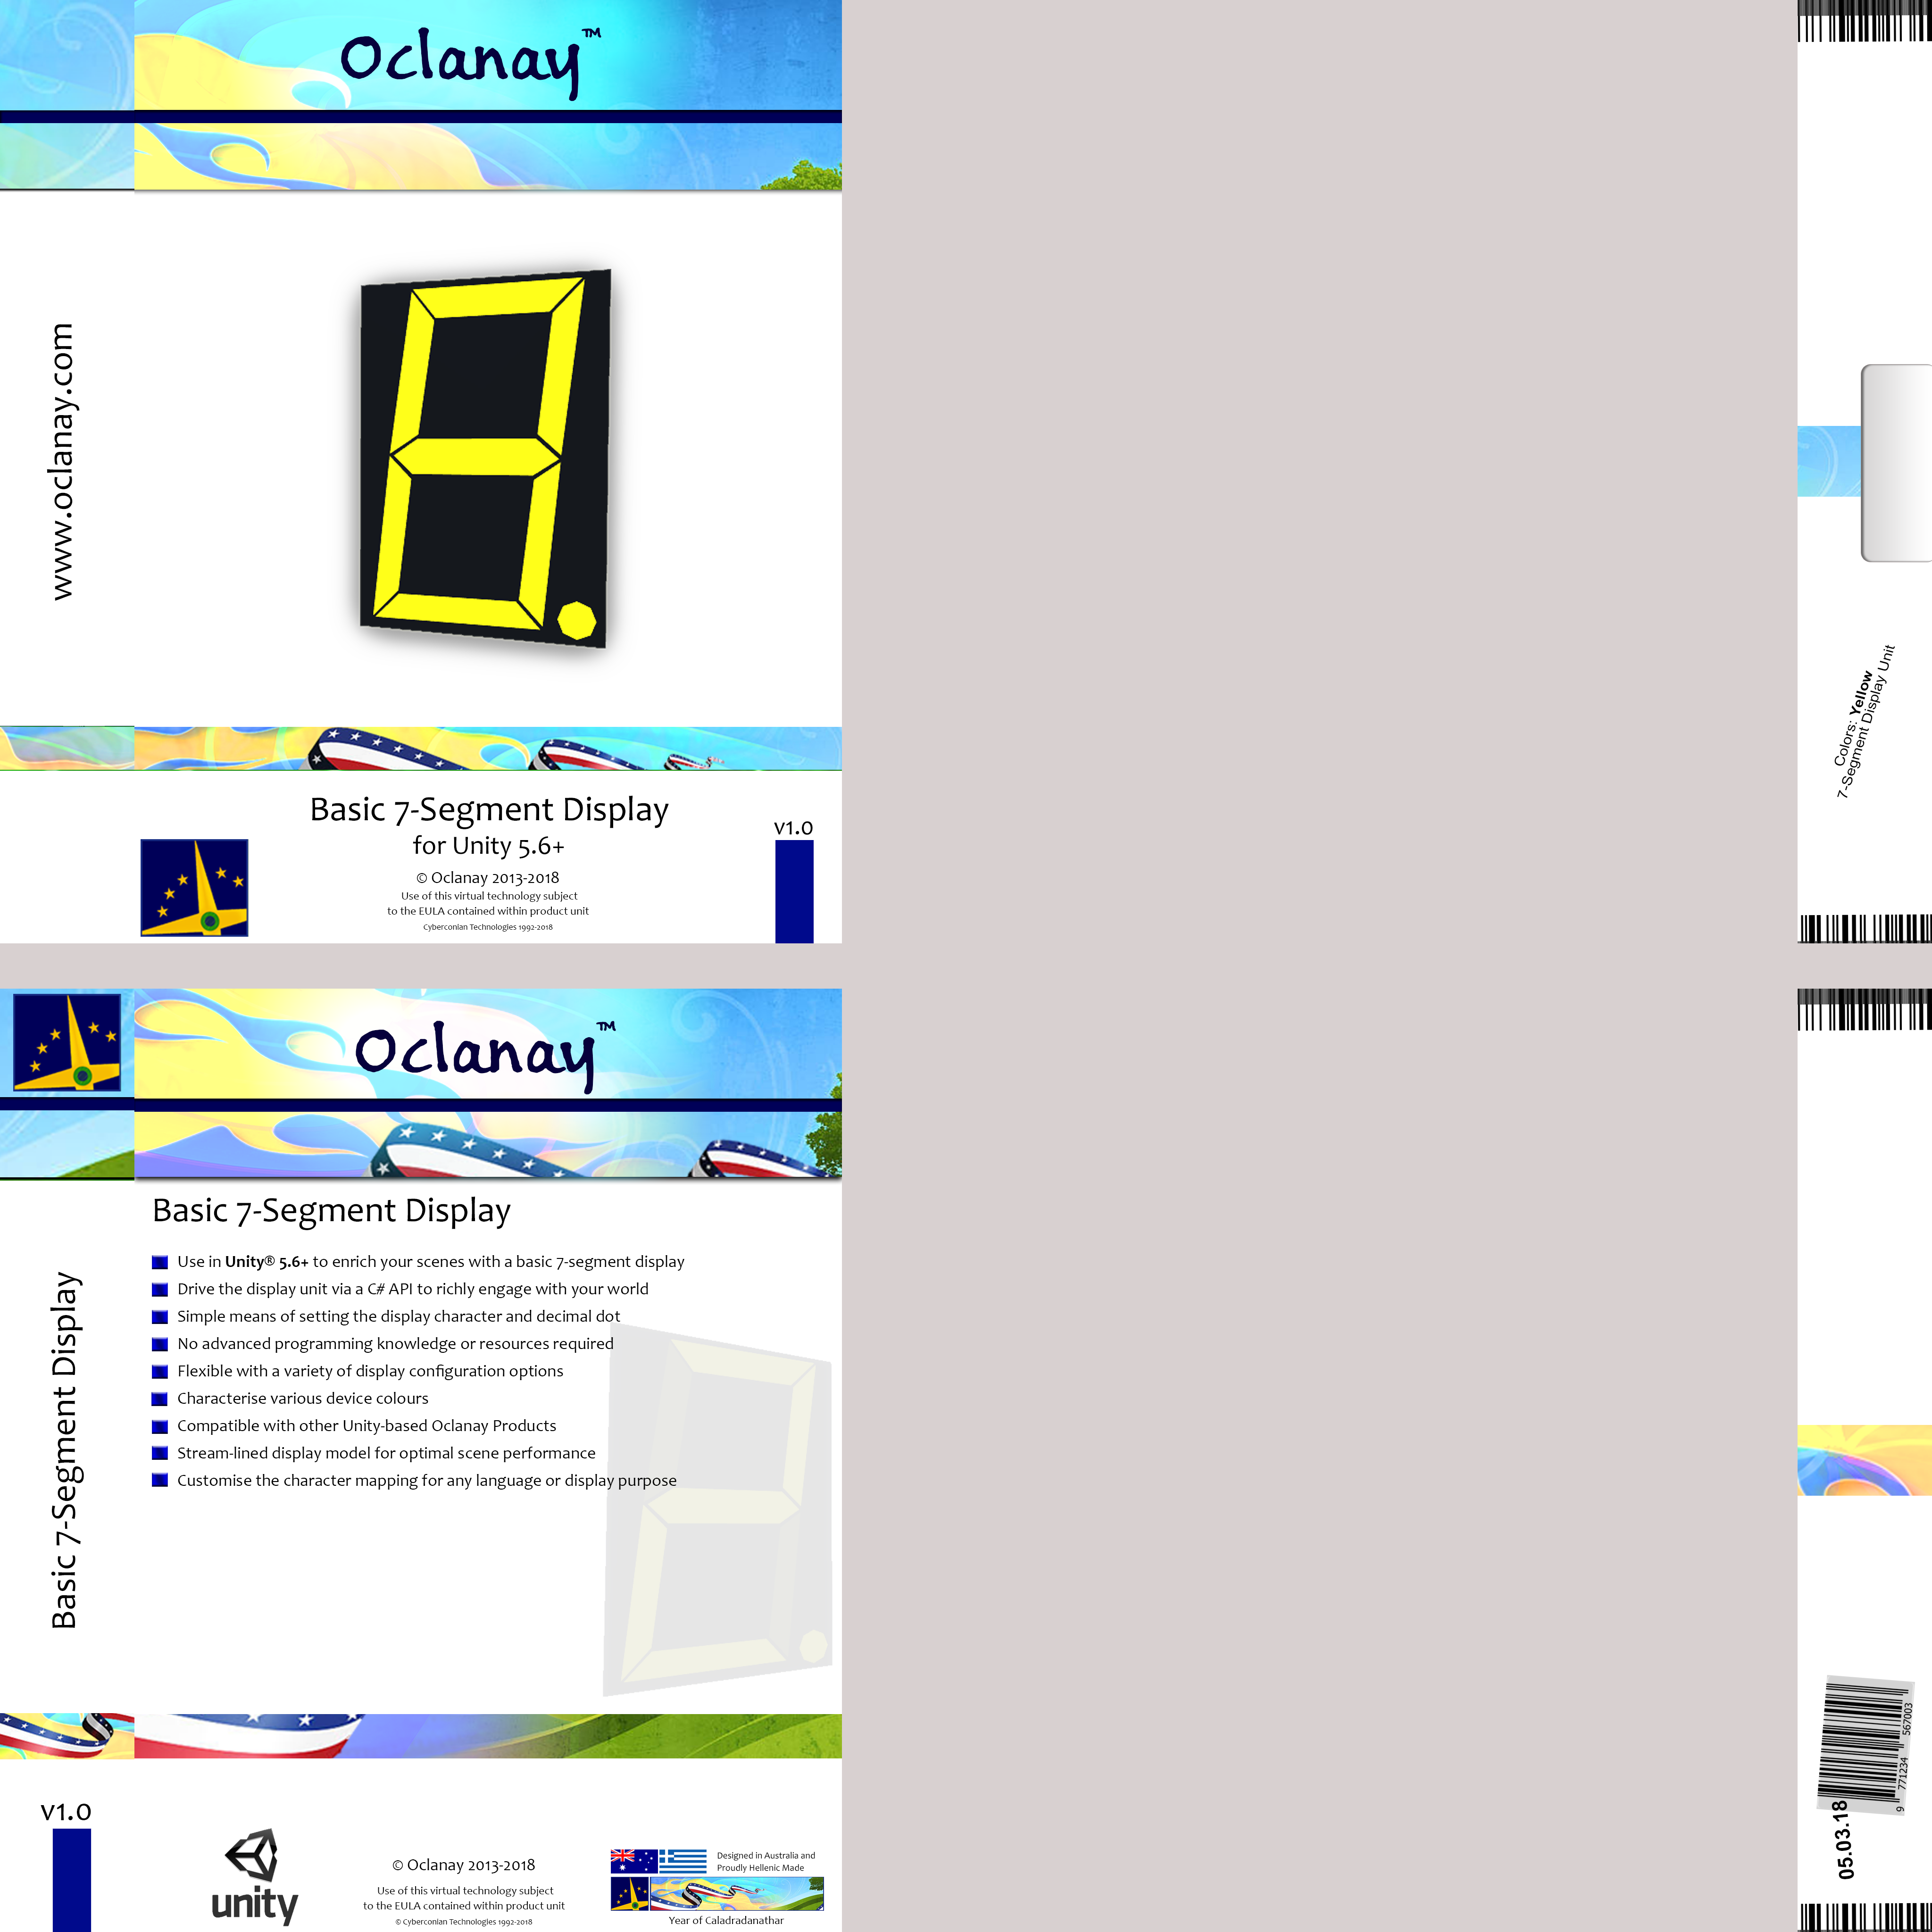 Oclanay™
www.oclanay.com
Basic 7-Segment Display
for Unity 5.6+
© Oclanay 2013-2018
Use of this virtual technology subject
to the EULA contained within product unit
Cyberconian Technologies 1992-2018
v1.0
Colors: Yellow
7-Segment Display Unit
Oclanay™
Basic 7-Segment Display
Basic 7-Segment Display
Use in Unity® 5.6+ to enrich your scenes with a basic 7-segment display
Drive the display unit via a C# API to richly engage with your world
Simple means of setting the display character and decimal dot
No advanced programming knowledge or resources required
Flexible with a variety of display configuration options
Characterise various device colours
Compatible with other Unity-based Oclanay Products
Stream-lined display model for optimal scene performance
Customise the character mapping for any language or display purpose
v1.0
unity
© Oclanay 2013-2018
Use of this virtual technology subject
to the EULA contained within product unit
© Cyberconian Technologies 1992-2018
Designed in Australia and
Proudly Hellenic Made
Year of Caladradanathar
9 771234 567003
05.03.18